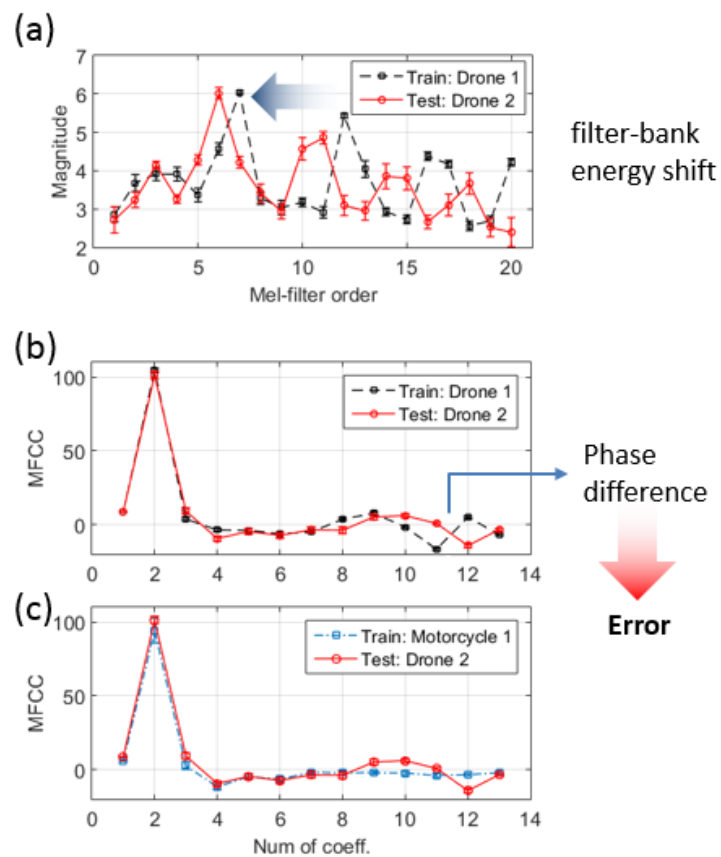 (a)
7
6
5
4
3
2
Magnitude
Train: Drone 1
Test: Drone 2
0 5 10 15 20
Mel-filter order
filter-bank
energy shift
(b)
100
50
0
MFCC
Train: Drone 1
Test: Drone 2
0 2 4 6 8 10 12 14
Phase
difference
Error
(c)
100
50
0
MFCC
Train: Motorcycle 1
Test: Drone 2
0 2 4 6 8 10 12 14
Num of coeff.